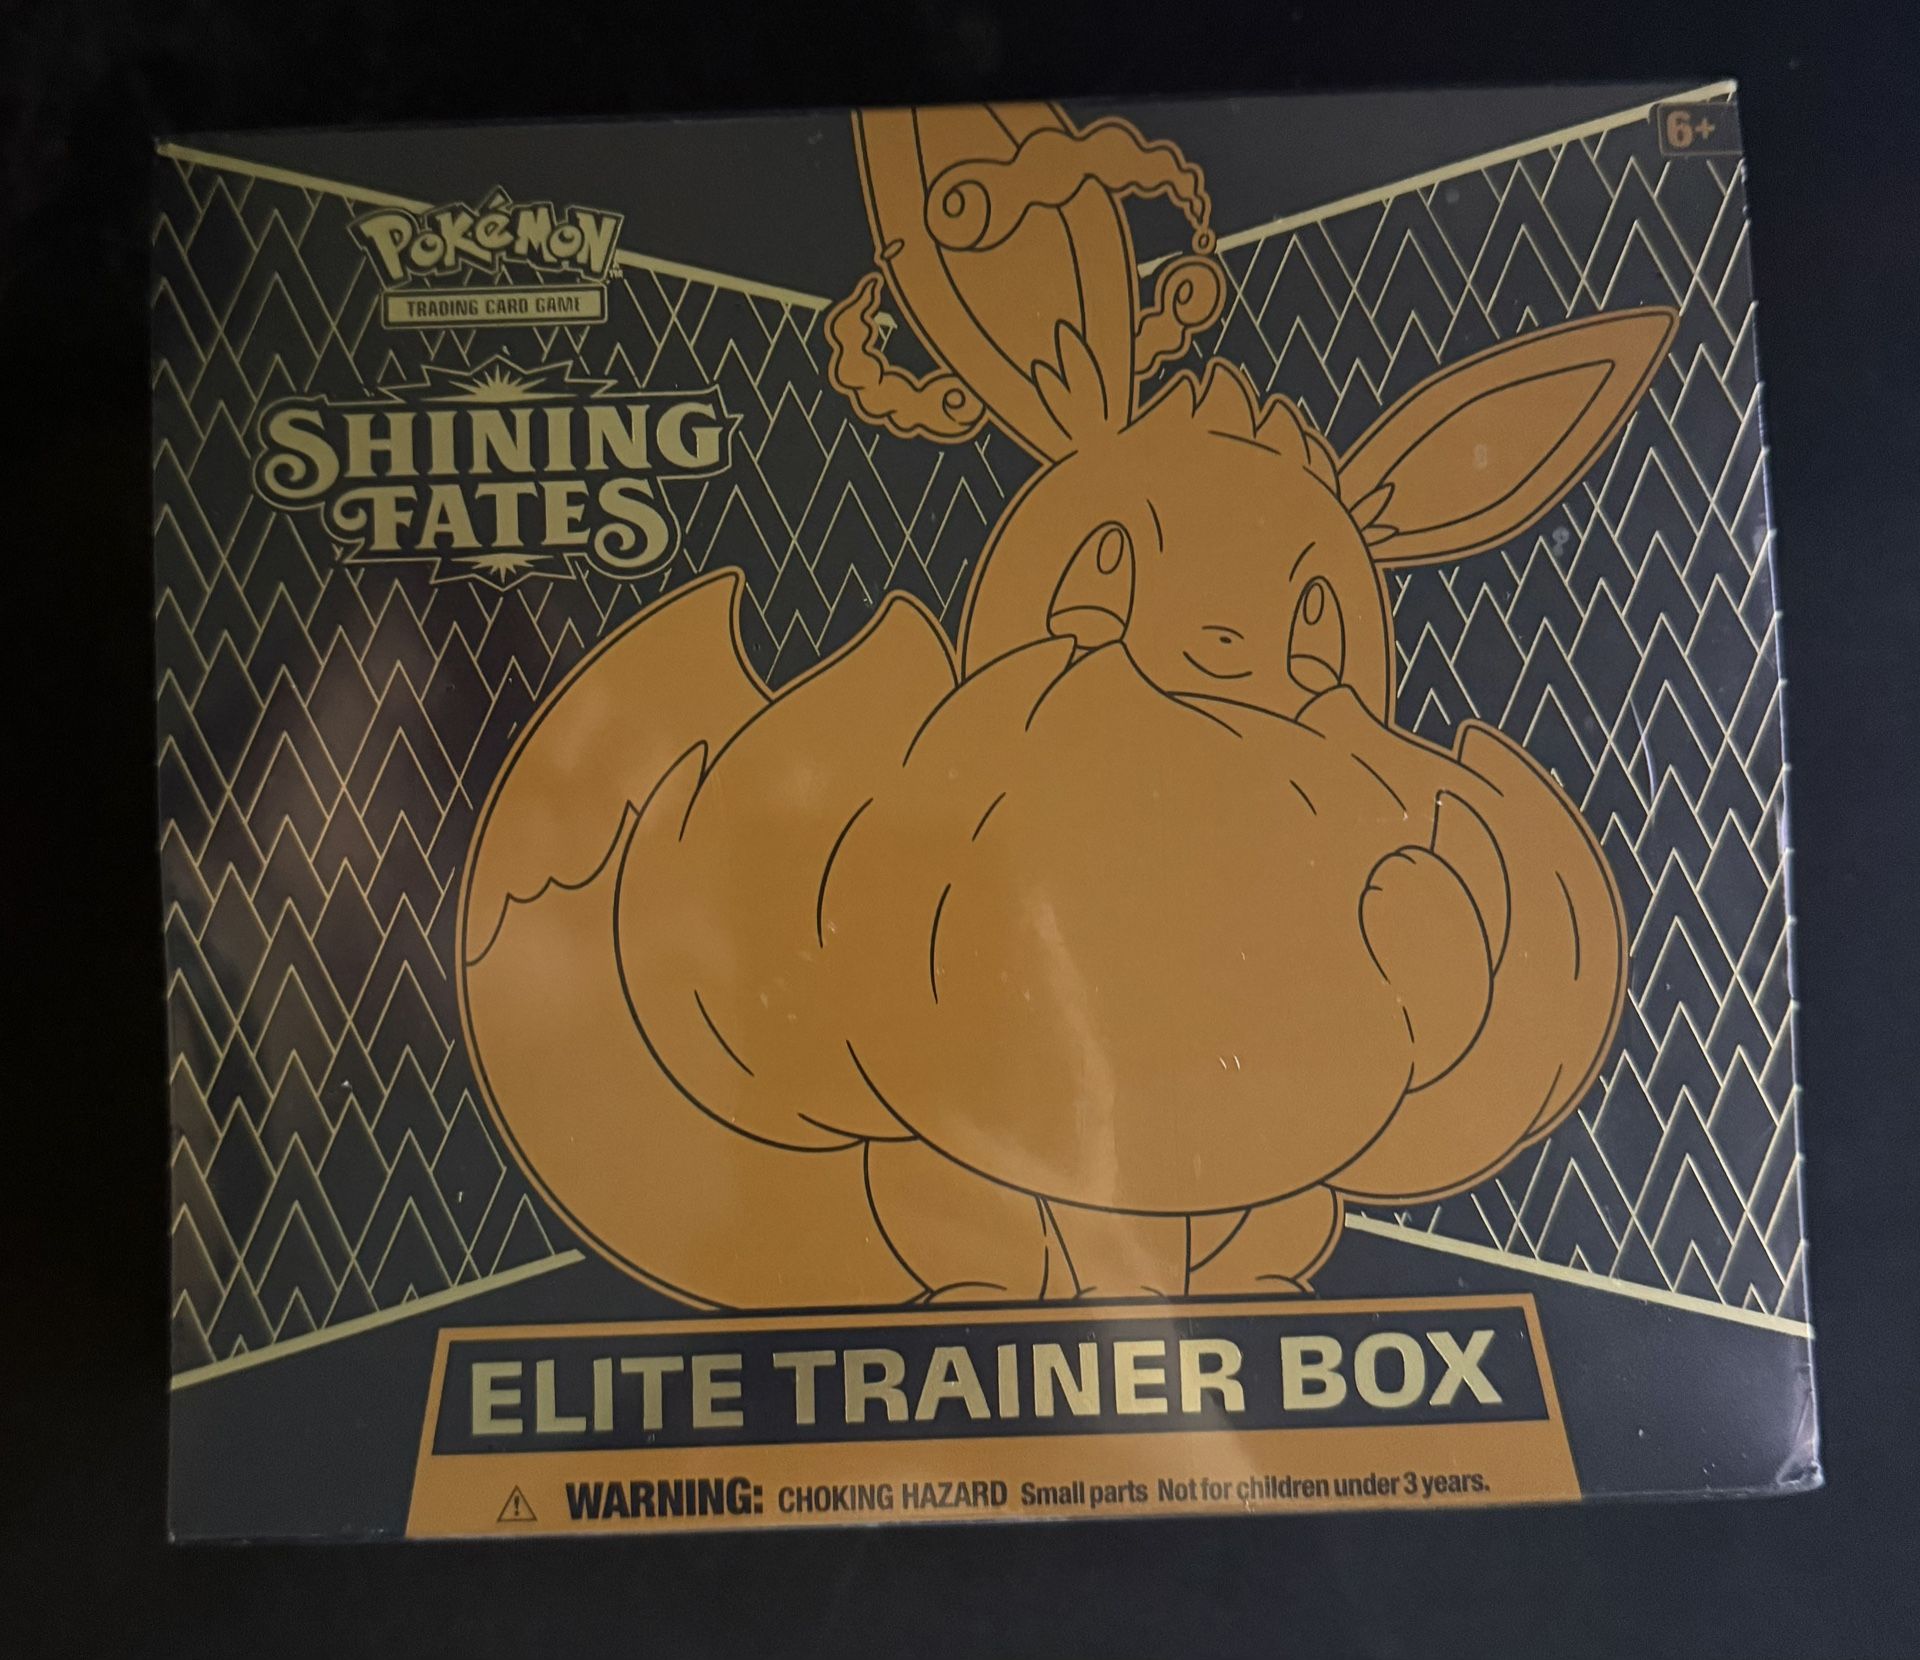 6+
POKéMON
TM
TRADING CARD GAME
SHINING
FATES
ELITE TRAINER BOX
WARNING: CHOKING HAZARD Small parts Not for children under 3 years.